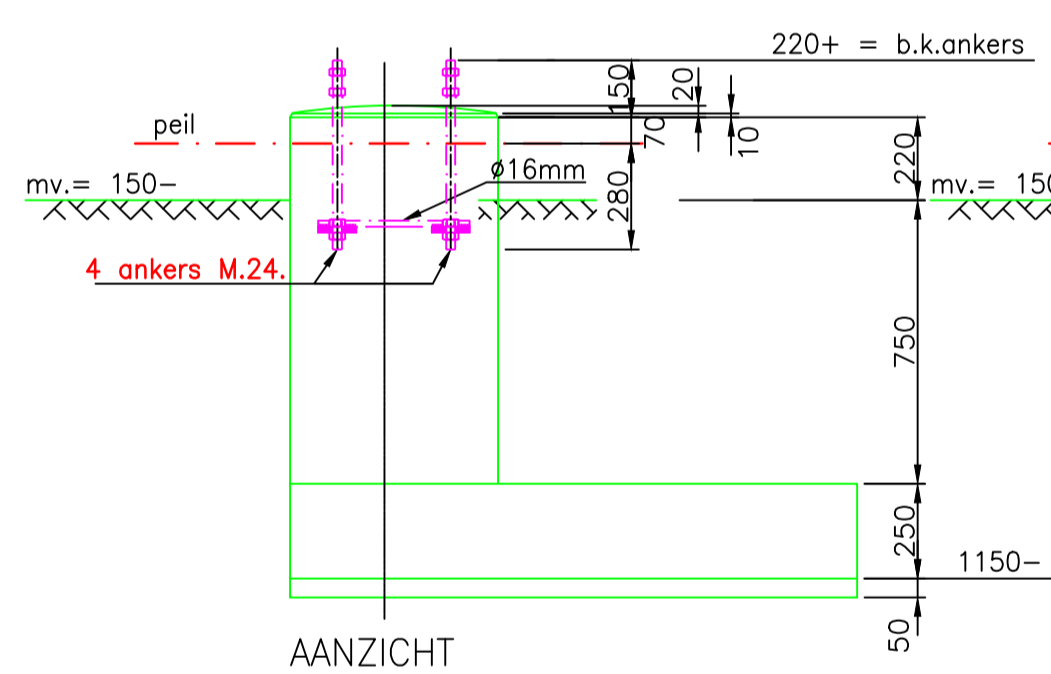 220+ = b.k.ankers
150
20
70
10
peil
220
ø16mm
mv.= 150-
280
mv.= 150
4 ankers M.24.
750
250
1150-
50
AANZICHT